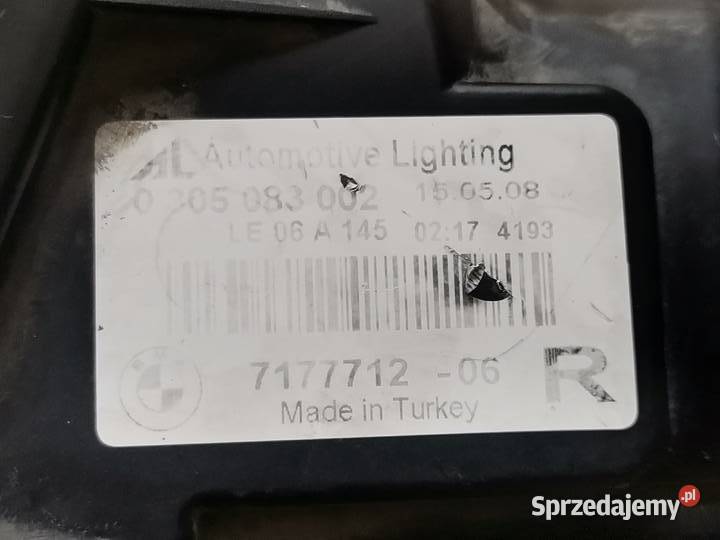 AL Automotive Lighting
0 305 083 002 15.05.08
LE 06 A 145 02:17 4193
7177712 -06 R
Made in Turkey
Sprzedajemy.pl